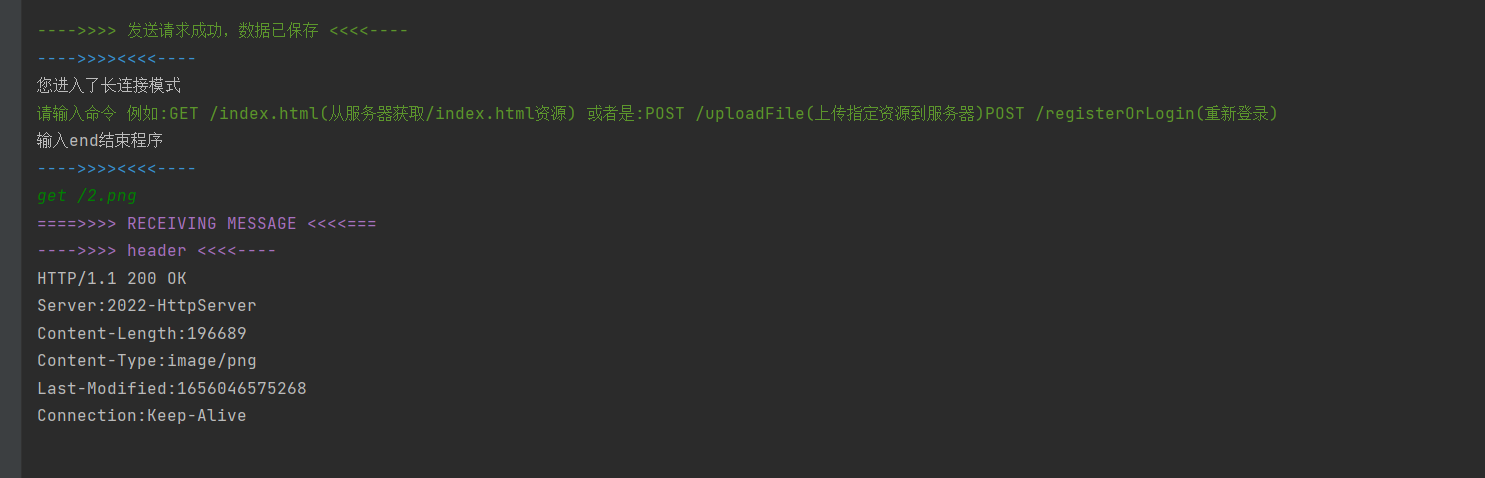 ---->>>> 发送请求成功，数据已保存 <<<<----
---->>>><<<<----
您进入了长连接模式
请输入命令 例如:GET /index.html(从服务器获取/index.html资源) 或者是:POST /uploadFile(上传指定资源到服务器)POST /registerOrLogin(重新登录)
输入end结束程序
---->>>><<<<----
get /2.png
====>>>> RECEIVING MESSAGE <<<<===
---->>>> header <<<<----
HTTP/1.1 200 OK
Server:2022-HttpServer
Content-Length:196689
Content-Type:image/png
Last-Modified:1656046575268
Connection:Keep-Alive